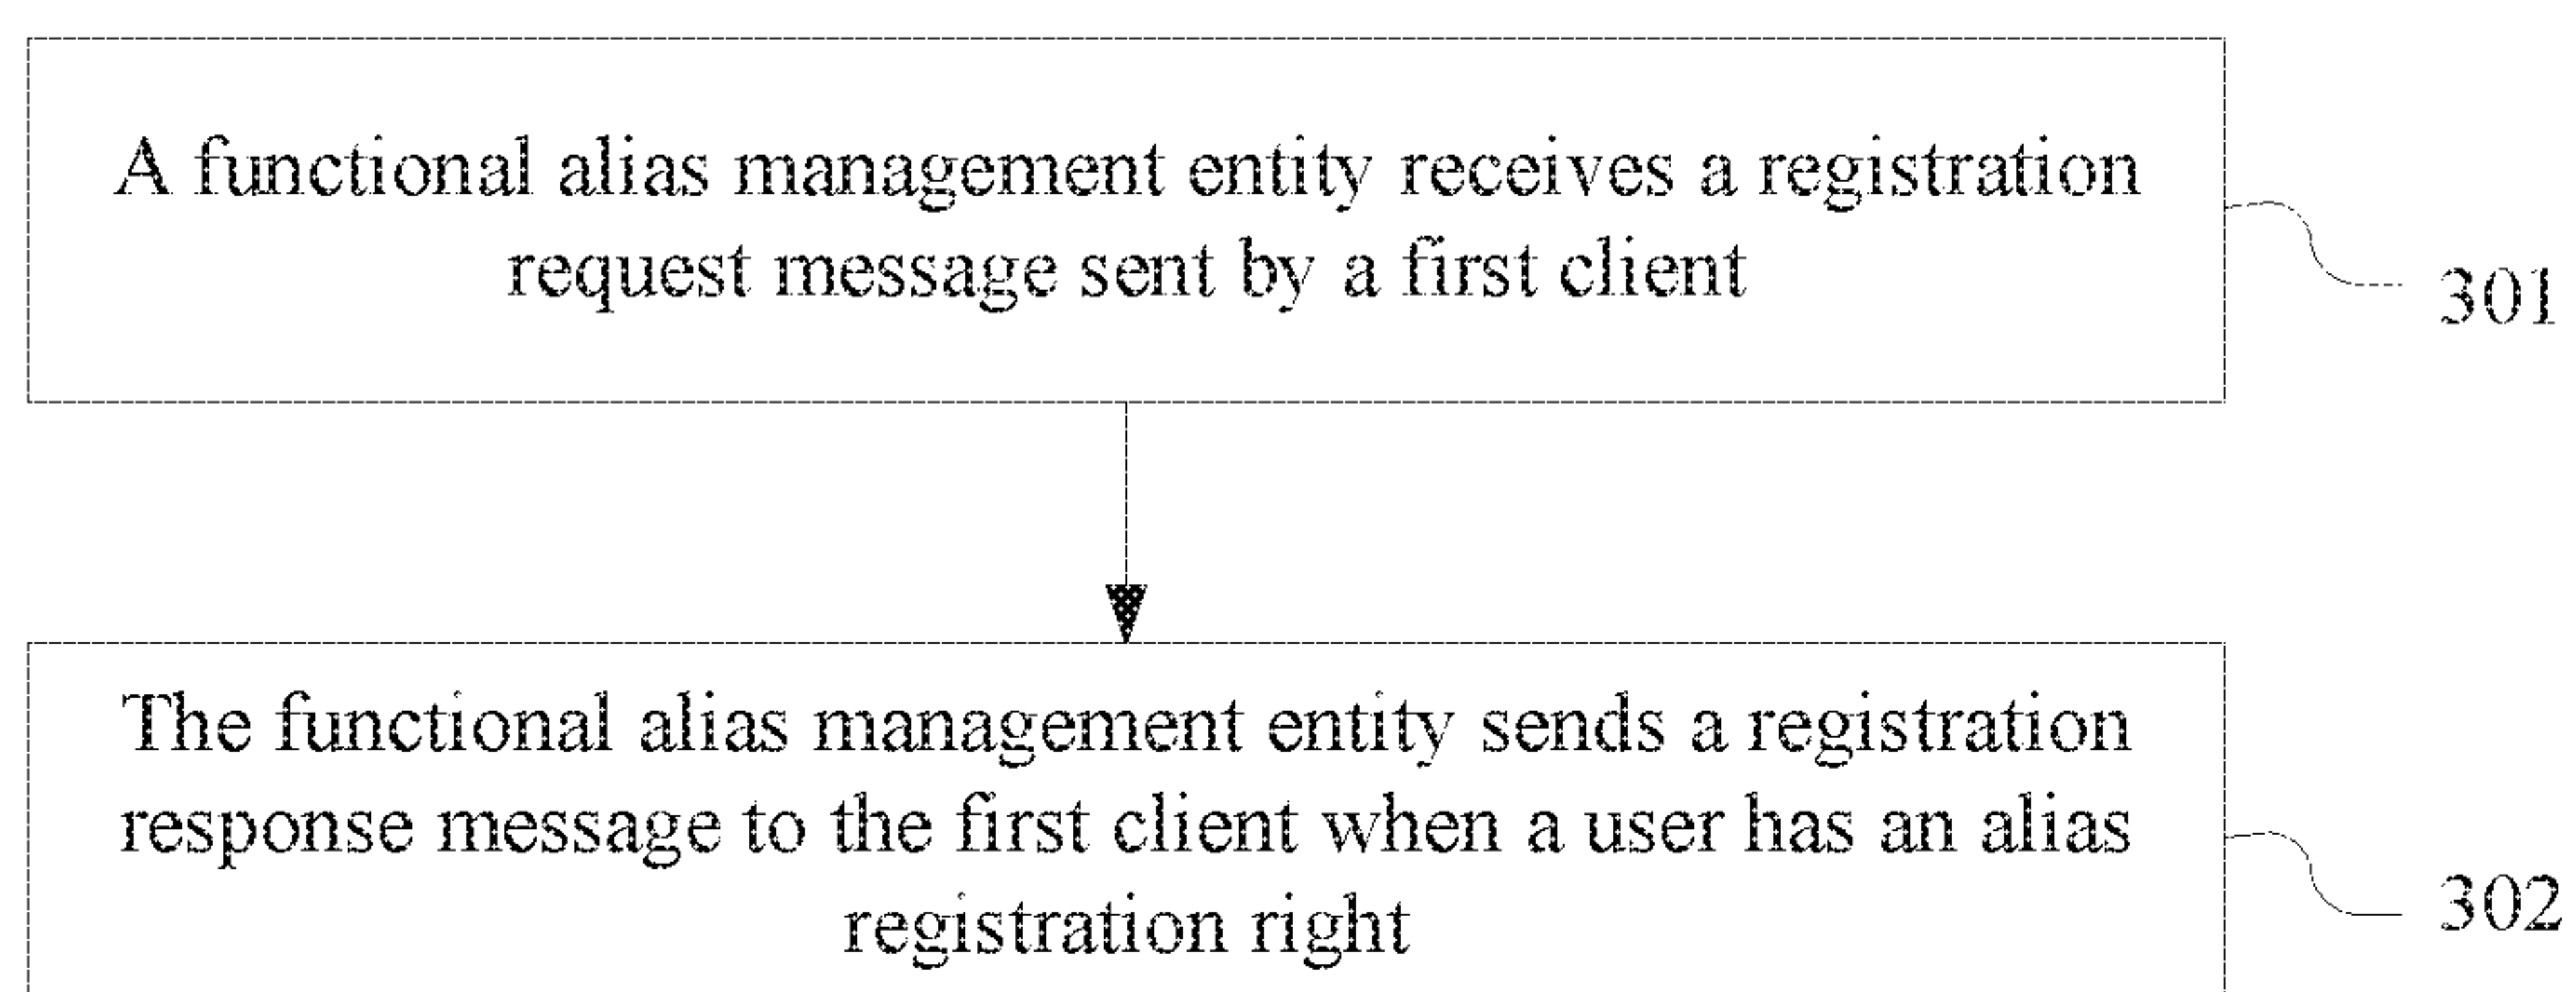 A functional alias management entity receives a registration
request message sent by a first client
301
The functional alias management entity sends a registration
response message to the first client when a user has an alias
registration right
302